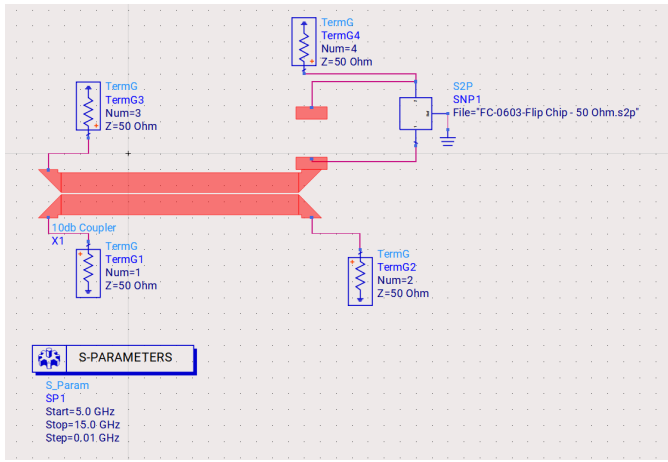 TermG
TermG4
Num=4
Z=50 Ohm
TermG
TermG3
Num=3
Z=50 Ohm
S2P
SNP1
File="FC-0603-Flip Chip - 50 Ohm.s2p"
10db Coupler
X1
TermG
TermG1
Num=1
Z=50 Ohm
TermG
TermG2
Num=2
Z=50 Ohm
S-PARAMETERS
S_Param
SP1
Start=5.0 GHz
Stop=15.0 GHz
Step=0.01 GHz